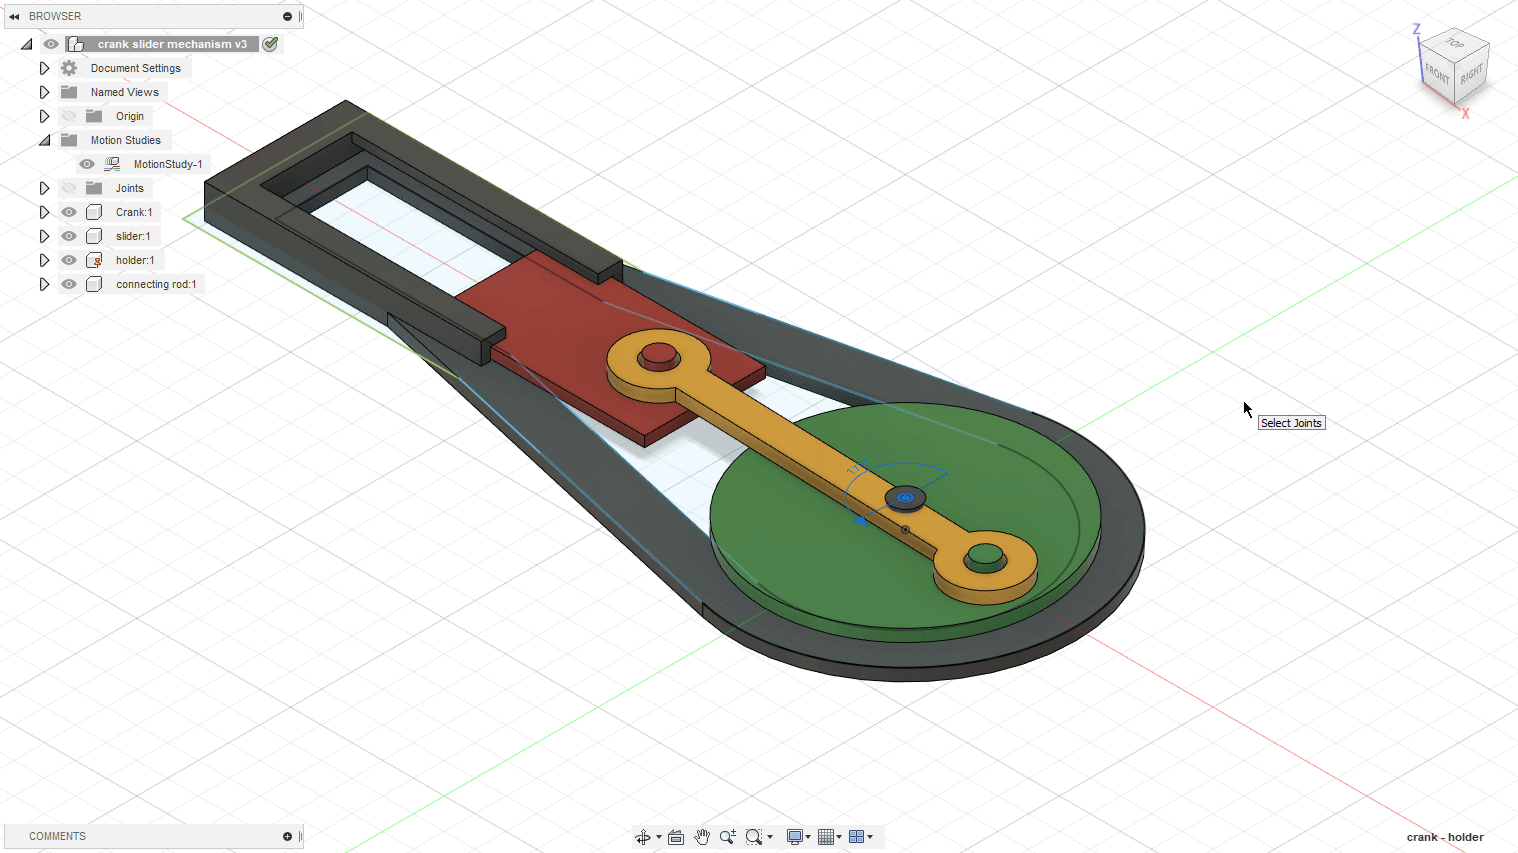 BROWSER
crank slider mechanism v3
Document Settings
Named Views
Origin
Motion Studies
MotionStudy-1
Joints
Crank:1
slider:1
holder:1
connecting rod:1
Z
TOP
FRONT
RIGHT
X
Select Joints
COMMENTS
crank - holder